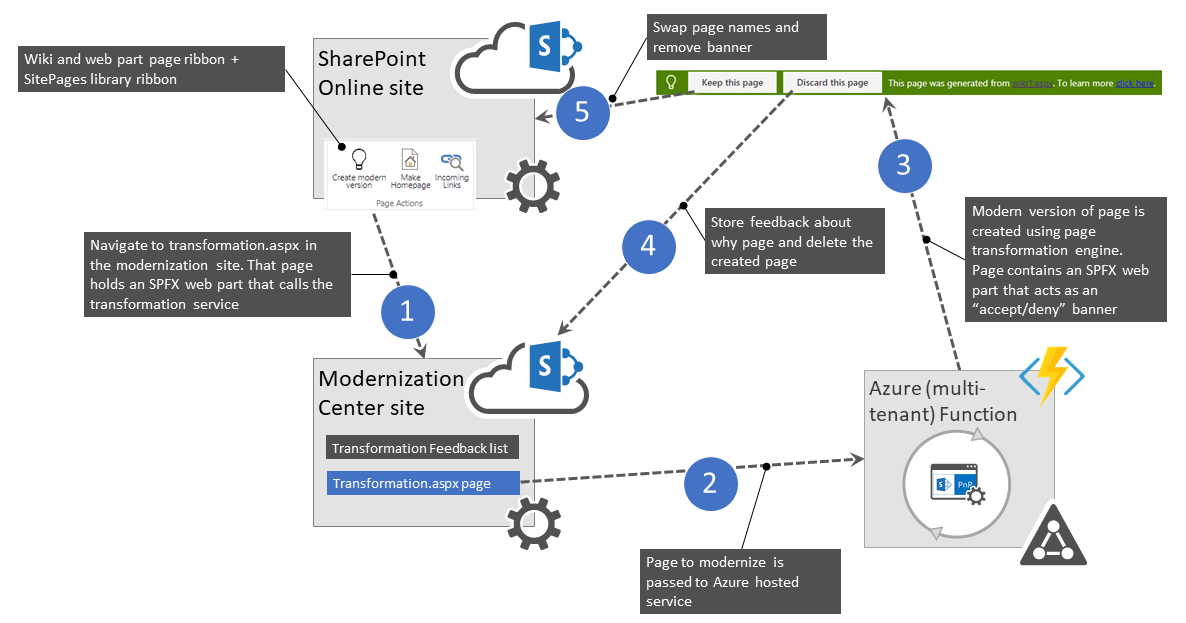 Wiki and web part page ribbon +
SitePages library ribbon
SharePoint
Online site
S
Create modern
version
Make
Homepage
Incoming
Links
Page Actions
Swap page names and
remove banner
Keep this page
Discard this page
This page was generated from wiki1.aspx. To learn more click here.
5
3
Navigate to transformation.aspx in
the modernization site. That page
holds an SPFX web part that calls the
transformation service
1
4
Store feedback about
why page and delete the
created page
Modern version of page is
created using page
transformation engine.
Page contains an SPFX web
part that acts as an
“accept/deny” banner
Modernization
Center site
S
Transformation Feedback list
Transformation.aspx page
2
Page to modernize is
passed to Azure hosted
service
Azure (multi-
tenant) Function
S
PnP